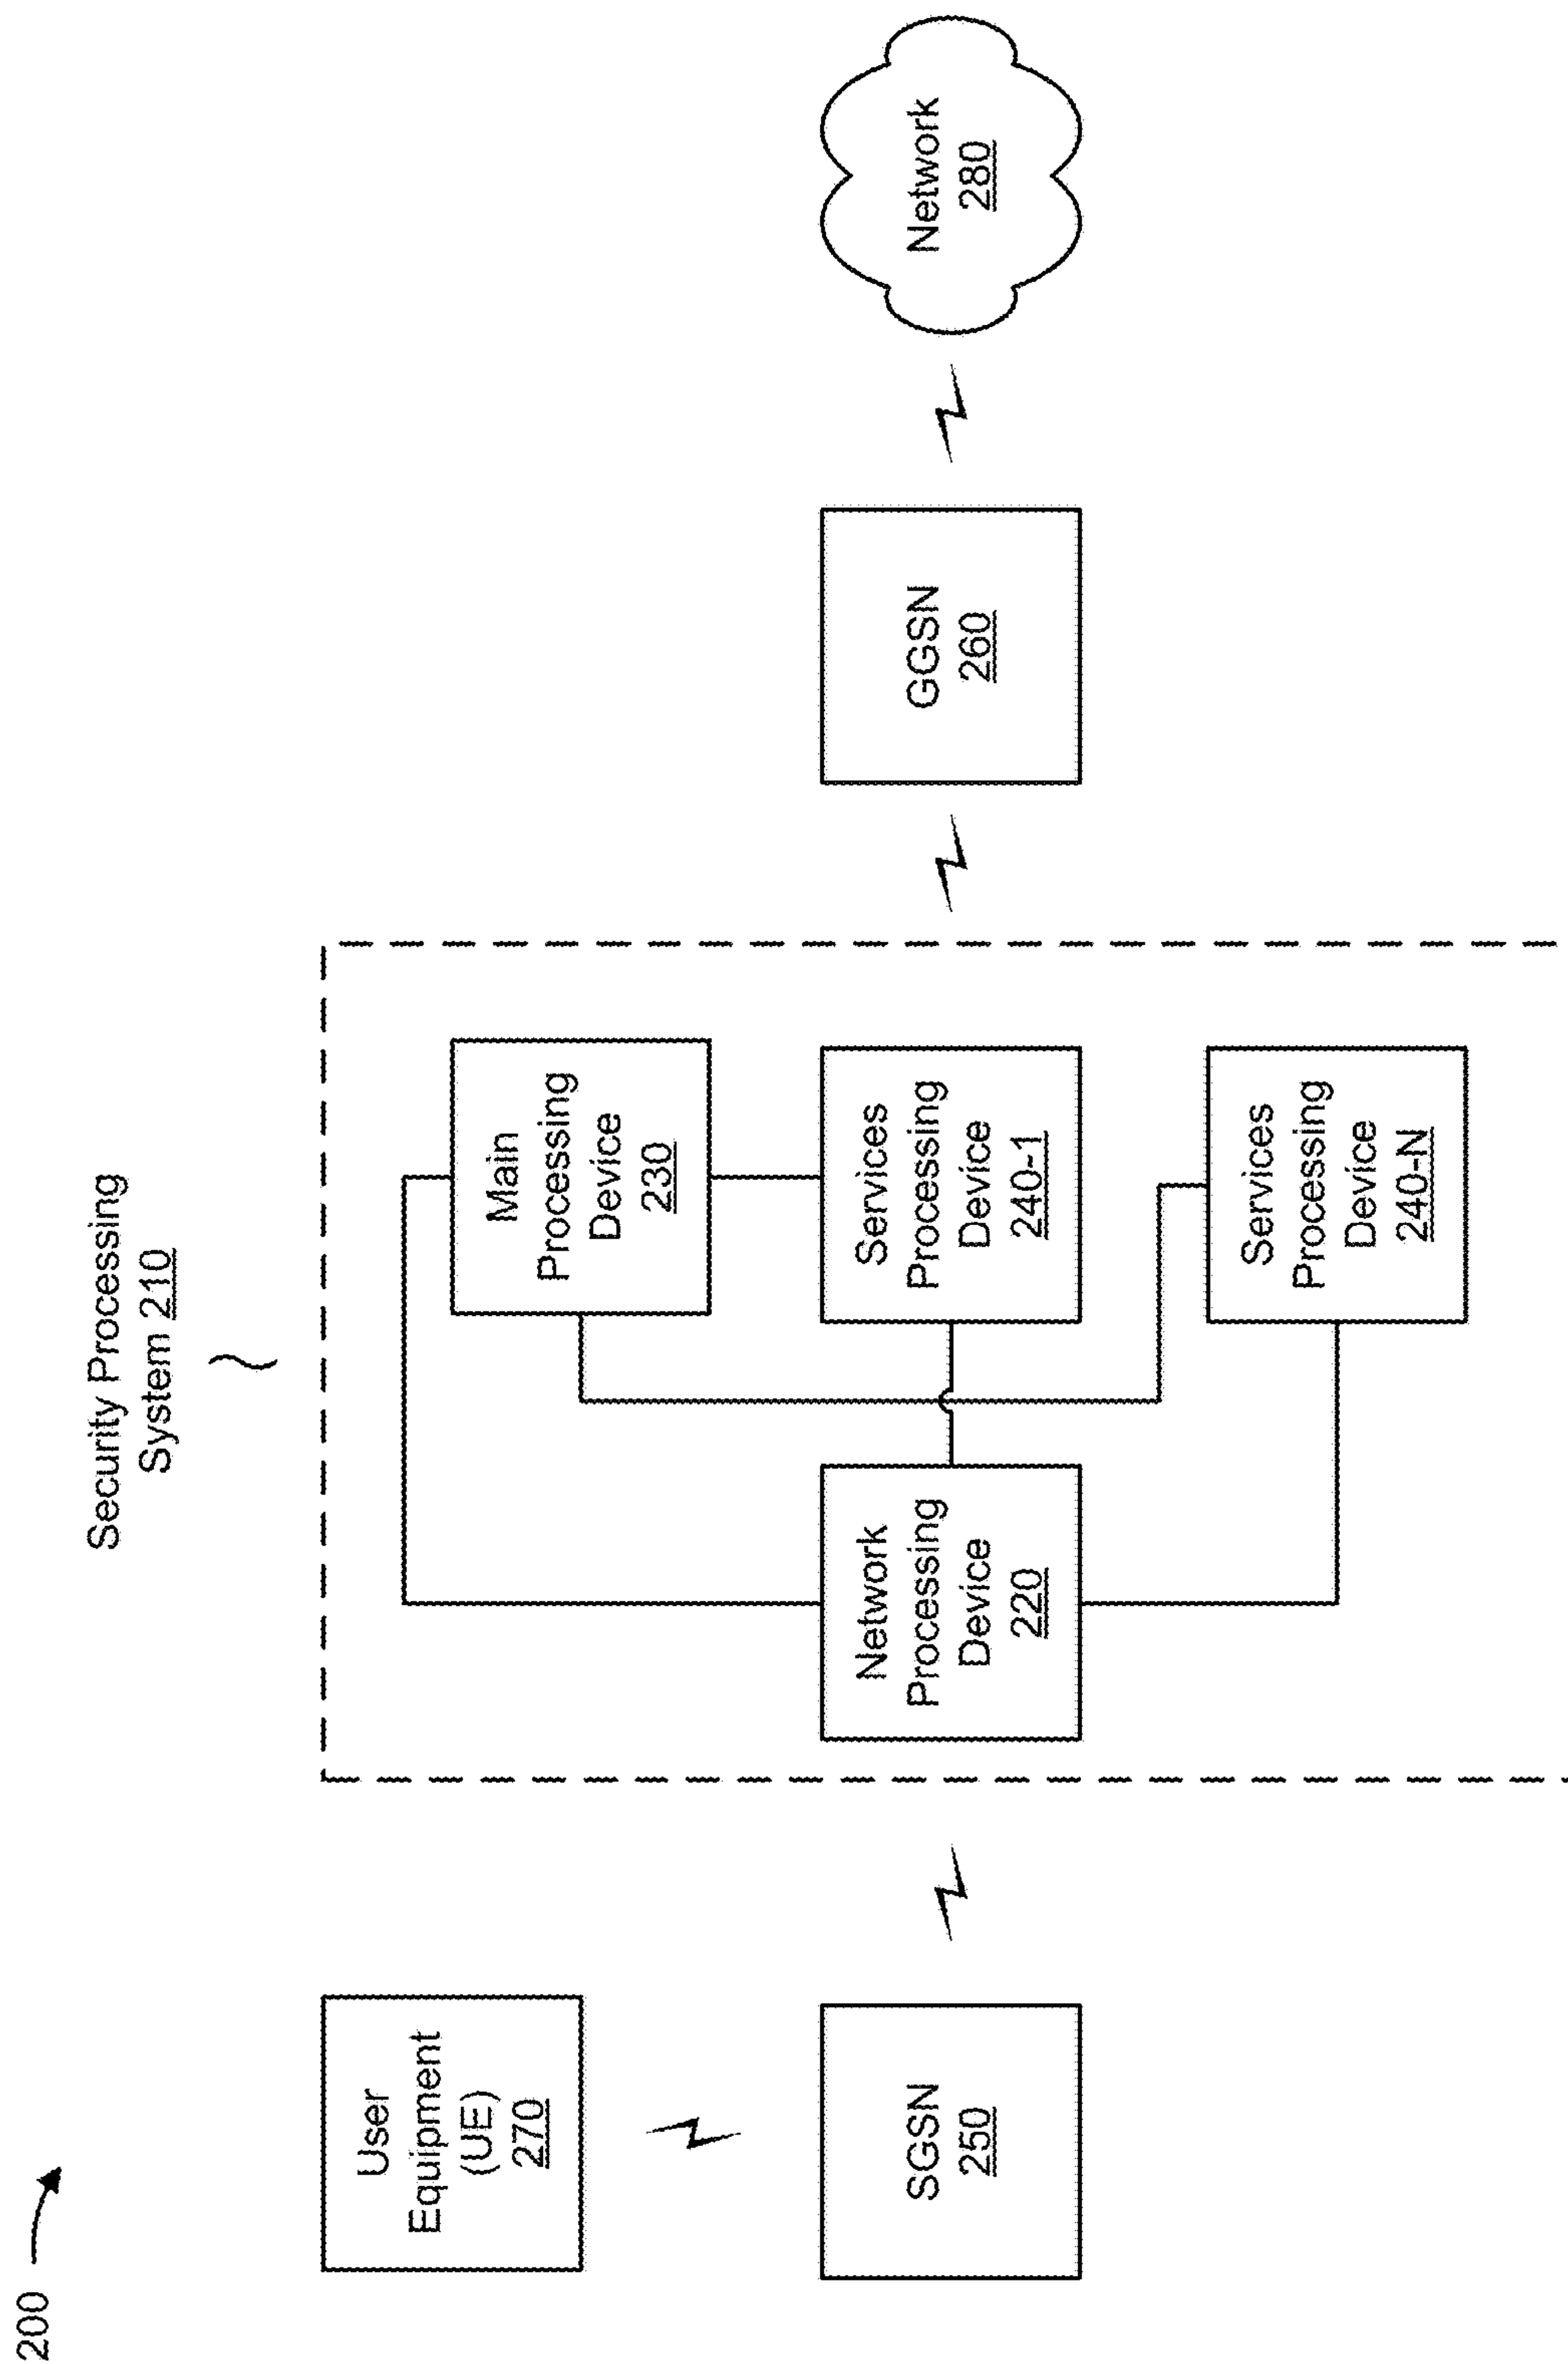 200
Security Processing
System 210
User
Equipment
(UE)
270
Main
Processing
Device
230
SGSN
250
Network
Processing
Device
220
Services
Processing
Device
240-1
GGSN
260
Network
280
Services
Processing
Device
240-N